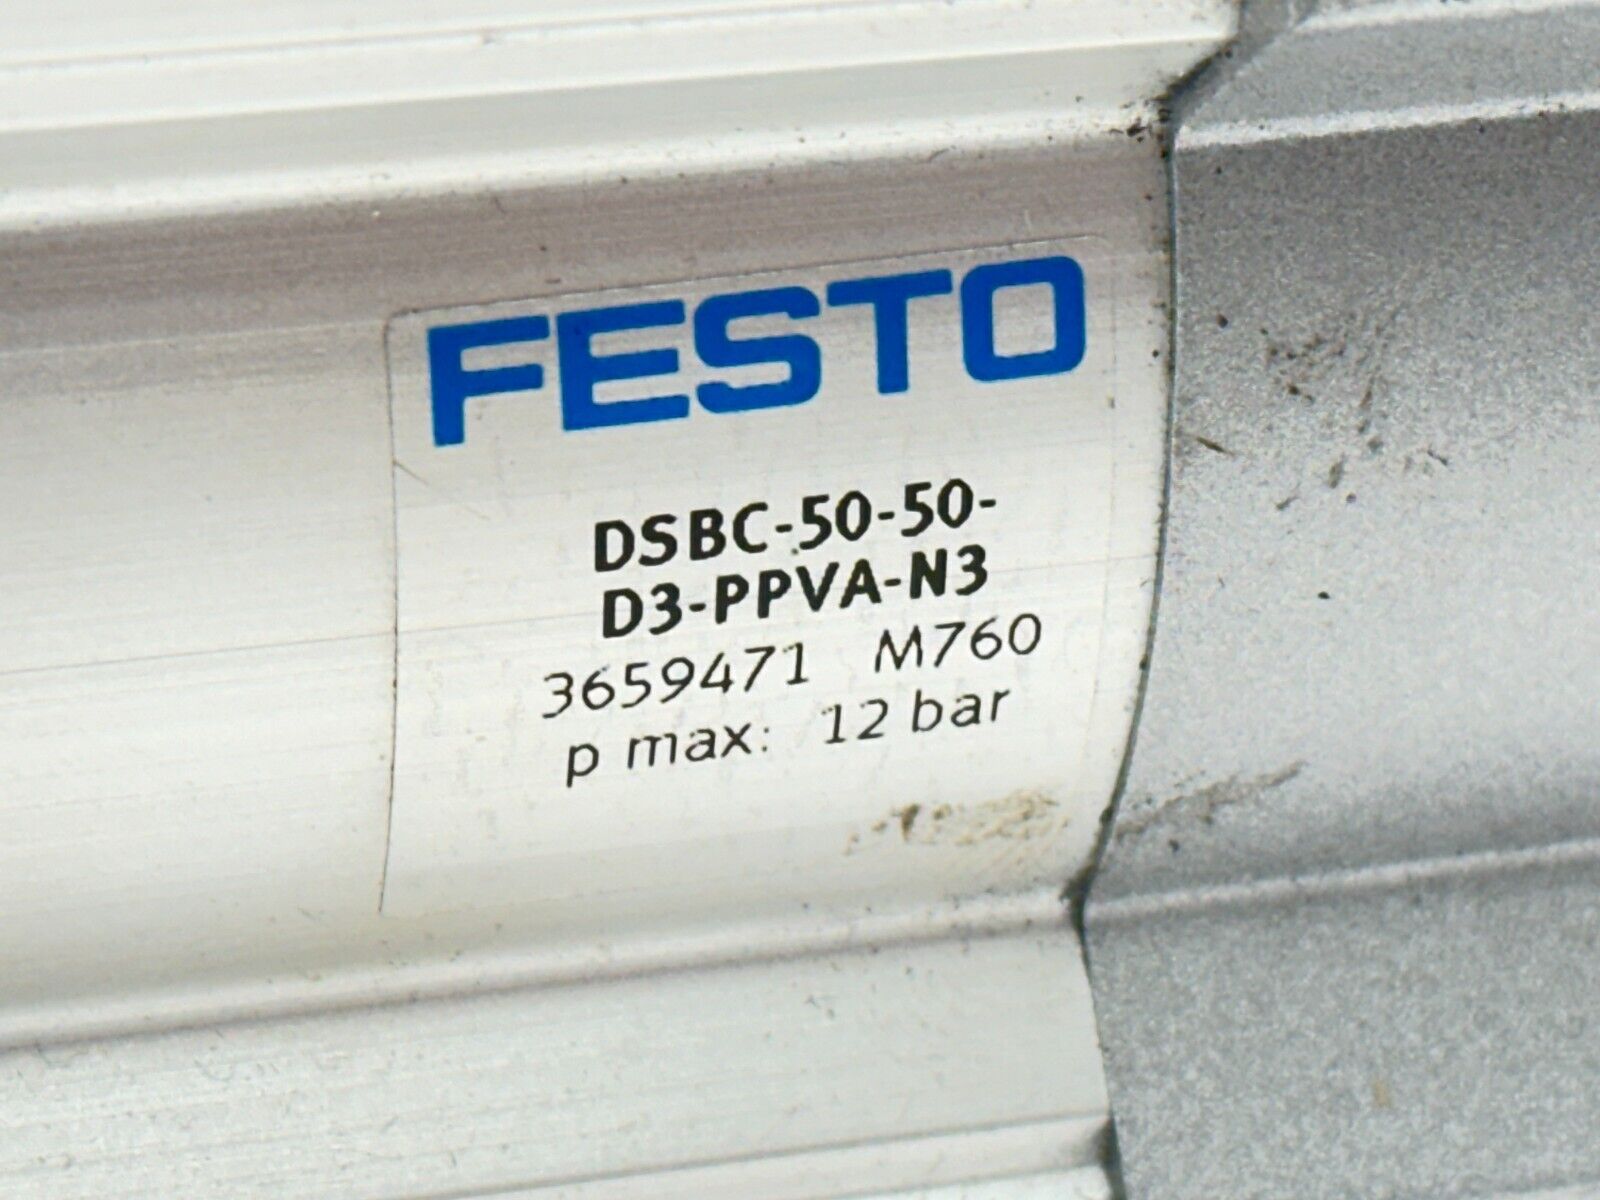 FESTO
DSBC-50-50-
D3-PPVA-N3
3659471 M760
p max: 12 bar